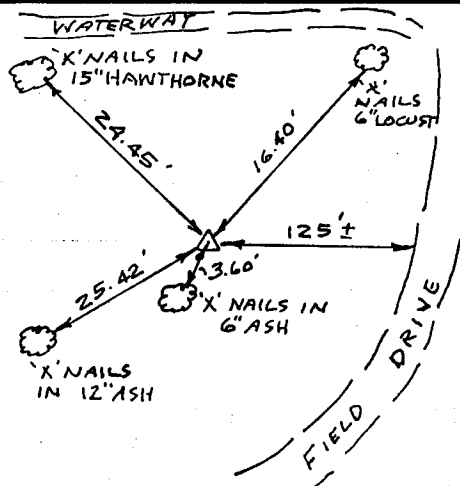 WATERWAY
'X' NAILS IN
15" HAWTHORNE
'X'
NAILS
6" LOCUST
24.45'
16.40'
125'±
25.42'
3.60'
'X' NAILS IN
6" ASH
'X' NAILS
IN 12" ASH
FIELD DRIVE